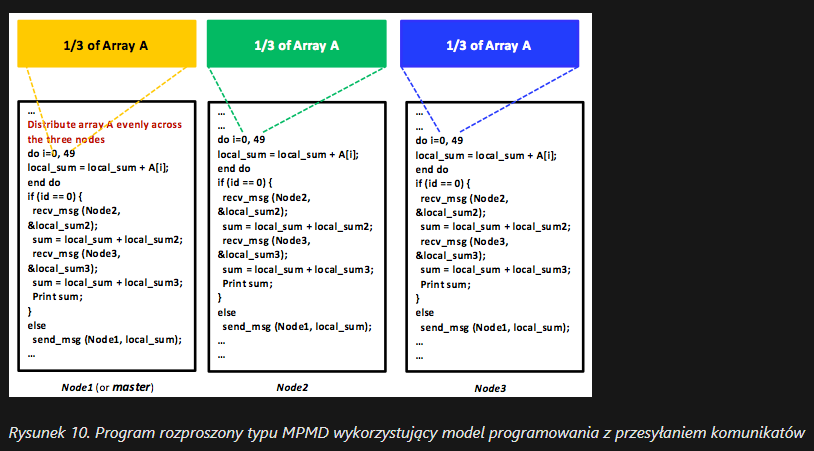 1/3 of Array A
1/3 of Array A
1/3 of Array A
...
Distribute array A evenly across
the three nodes
do i=0, 49
local_sum = local_sum + A[i];
end do
if (id == 0) {
recv_msg (Node2,
&local_sum2);
sum = local_sum + local_sum2;
recv_msg (Node3,
&local_sum3);
sum = local_sum + local_sum3;
Print sum;
}
else
send_msg (Node1, local_sum);
...
Node1 (or master)
...
...
do i=0, 49
local_sum = local_sum + A[i];
end do
if (id == 0) {
recv_msg (Node2,
&local_sum2);
sum = local_sum + local_sum2;
recv_msg (Node3,
&local_sum3);
sum = local_sum + local_sum3;
Print sum;
}
else
send_msg (Node1, local_sum);
...
...
Node2
...
...
do i=0, 49
local_sum = local_sum + A[i];
end do
if (id == 0) {
recv_msg (Node2,
&local_sum2);
sum = local_sum + local_sum2;
recv_msg (Node3,
&local_sum3);
sum = local_sum + local_sum3;
Print sum;
}
else
send_msg (Node1, local_sum);
...
...
Node3
Rysunek 10. Program rozproszony typu MPMD wykorzystujący model programowania z przesyłaniem komunikatów